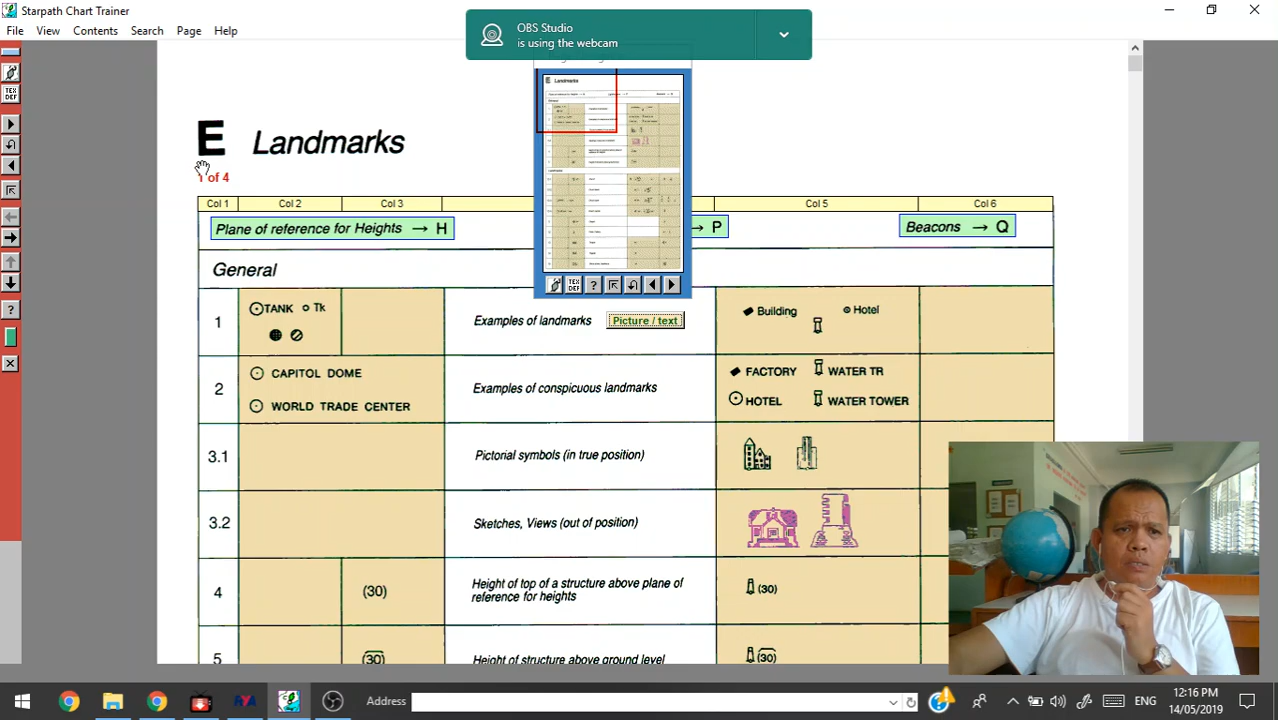 Starpath Chart Trainer
OBS Studio
is using the webcam
File View Contents Search Page Help
TEX
DEF
E Landmarks
1 of 4
E Landmarks
Col 1 Col 2 Col 3 Col 5 Col 6
Plane of reference for Heights → H
→ P
Beacons → Q
General
1 TANK Tk Examples of landmarks Picture / text Building Hotel
2 CAPITOL DOME WORLD TRADE CENTER Examples of conspicuous landmarks FACTORY WATER TR
HOTEL WATER TOWER
3.1 Pictorial symbols (in true position)
3.2 Sketches, Views (out of position)
4 (30) Height of top of a structure above plane of
reference for heights (30)
5 (30) Height of structure above ground level (30)
TEX
DEF
?
Address
ENG
12:16 PM
14/05/2019